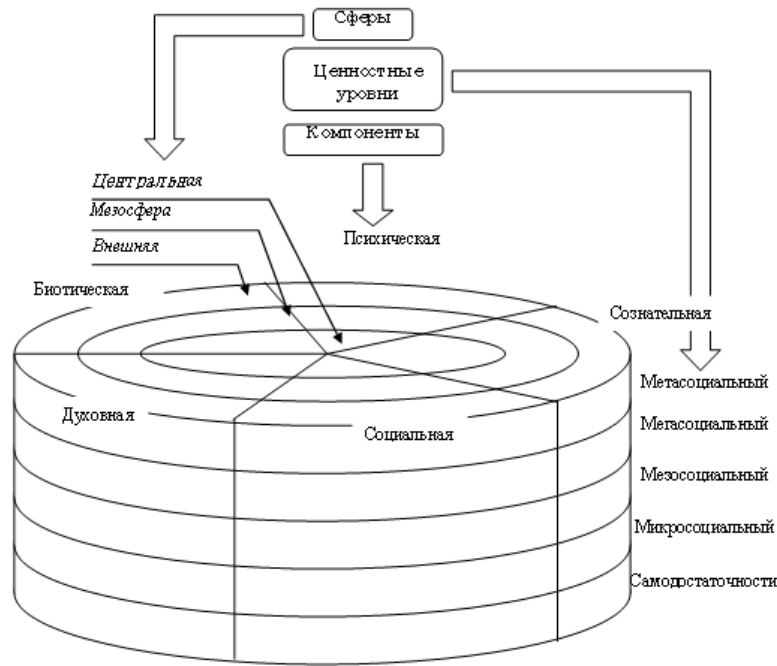 Сферы
Ценностные
уровни
Компоненты
Центральная
Мезосфера
Внешняя
Психическая
Биотическая
Сознательная
Метасоциальный
Духовная
Мегасоциальный
Социальная
Мезосоциальный
Микросоциальный
Самодостаточности